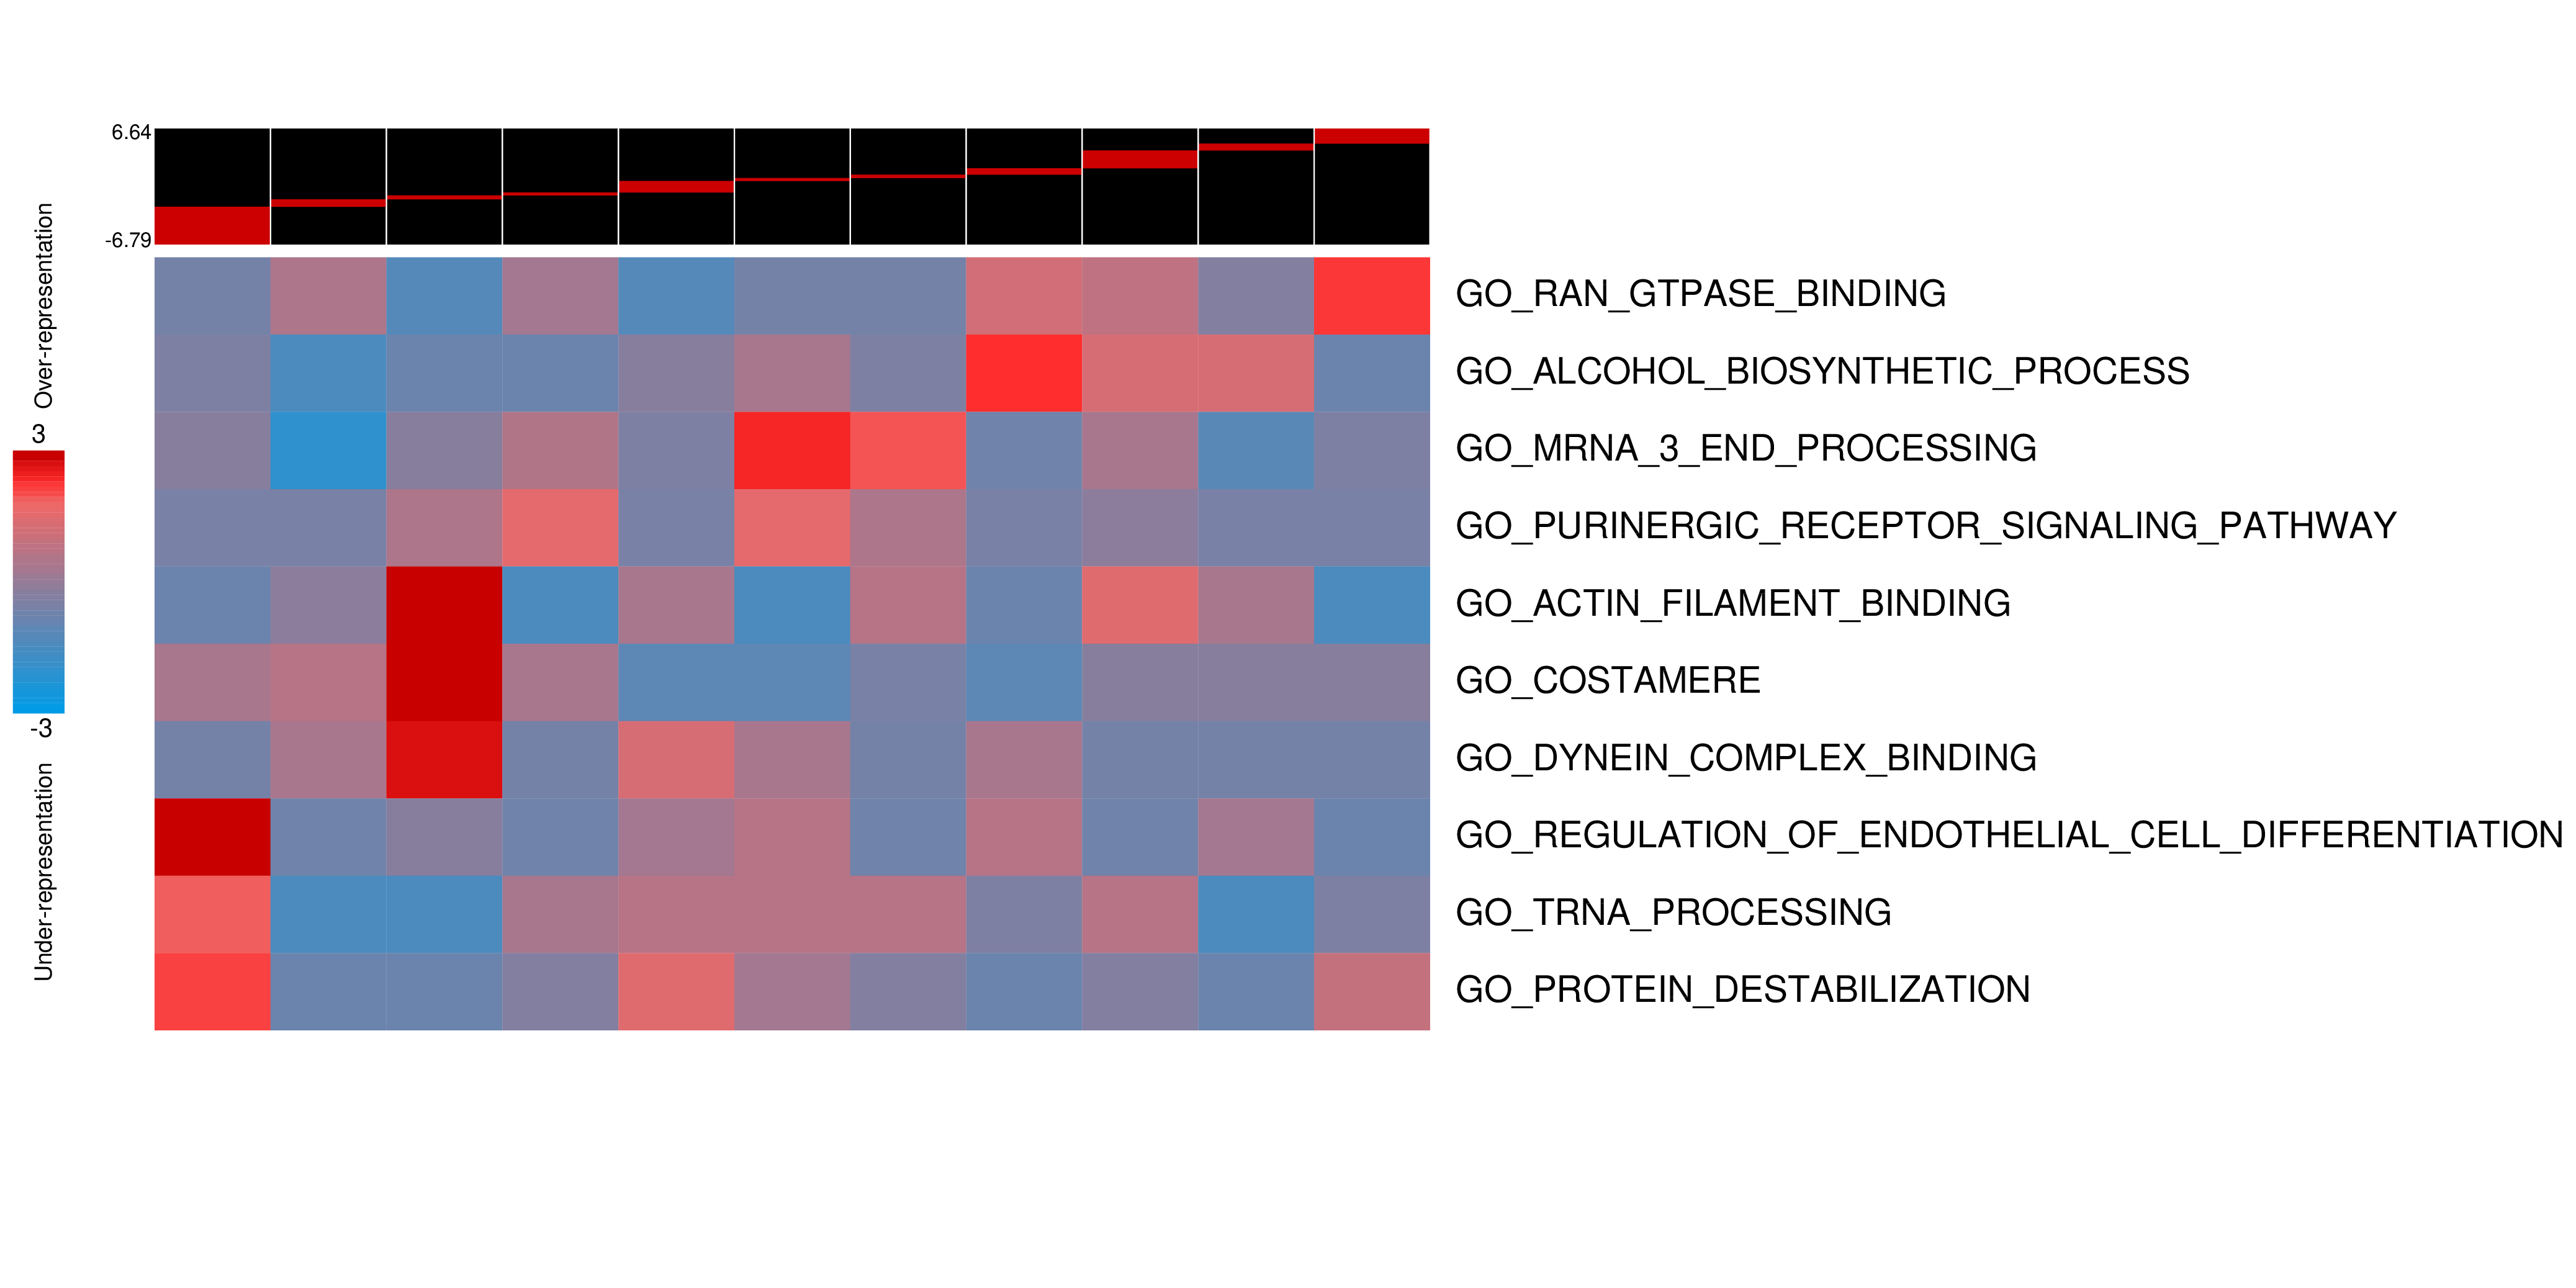 6.64
-6.79
Over-representation
3
-3
Under-representation
GO_RAN_GTPASE_BINDING
GO_ALCOHOL_BIOSYNTHETIC_PROCESS
GO_MRNA_3_END_PROCESSING
GO_PURINERGIC_RECEPTOR_SIGNALING_PATHWAY
GO_ACTIN_FILAMENT_BINDING
GO_COSTAMERE
GO_DYNEIN_COMPLEX_BINDING
GO_REGULATION_OF_ENDOTHELIAL_CELL_DIFFERENTIATION
GO_TRNA_PROCESSING
GO_PROTEIN_DESTABILIZATION